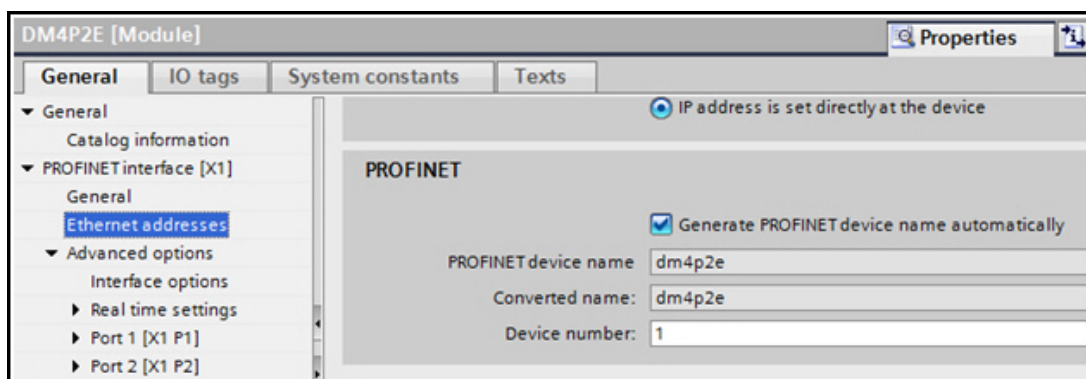 DM4P2E [Module]
Properties
General IO tags System constants Texts
General
Catalog information
PROFINET interface [X1]
General
Ethernet addresses
Advanced options
Interface options
Real time settings
Port 1 [X1 P1]
Port 2 [X1 P2]
IP address is set directly at the device
PROFINET
Generate PROFINET device name automatically
PROFINET device name dm4p2e
Converted name: dm4p2e
Device number: 1